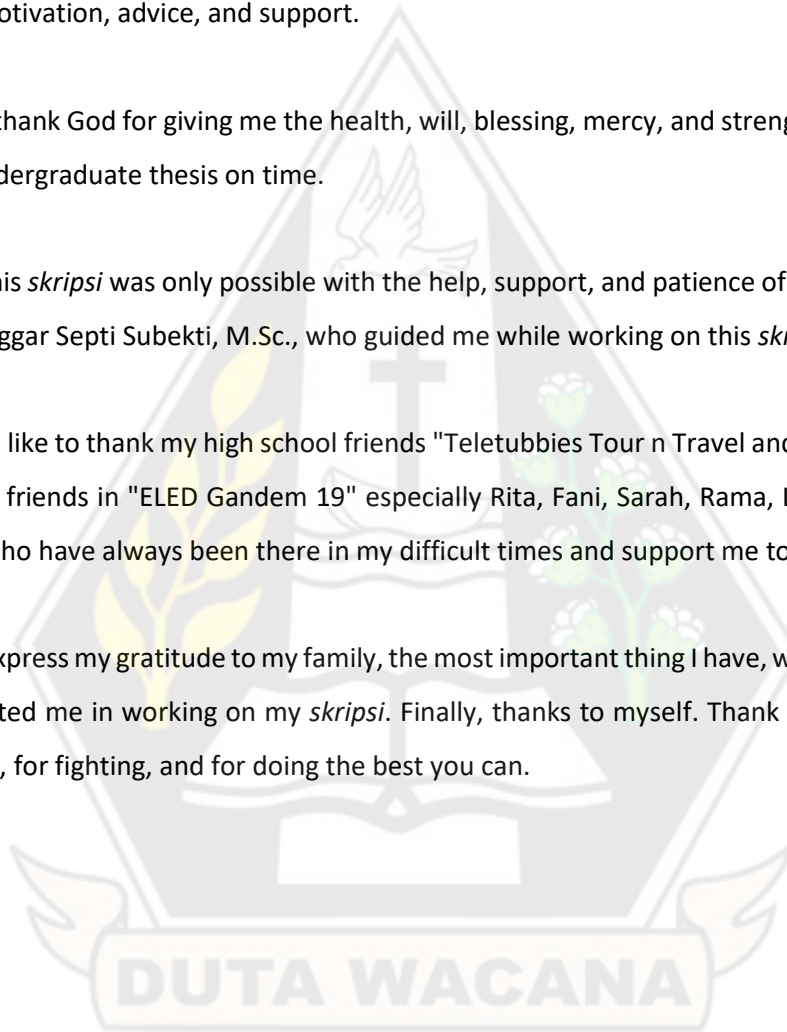 otivation, advice, and support.
thank God for giving me the health, will, blessing, mercy, and streng
dergraduate thesis on time.
is skripsi was only possible with the help, support, and patience of
ggar Septi Subekti, M.Sc., who guided me while working on this sk
like to thank my high school friends "Teletubbies Tour n Travel and
friends in "ELED Gandem 19" especially Rita, Fani, Sarah, Rama,
ho have always been there in my difficult times and support me to
xpress my gratitude to my family, the most important thing I have, w
ted me in working on my skripsi. Finally, thanks to myself. Thank
, for fighting, and for doing the best you can.
DUTA WACANA